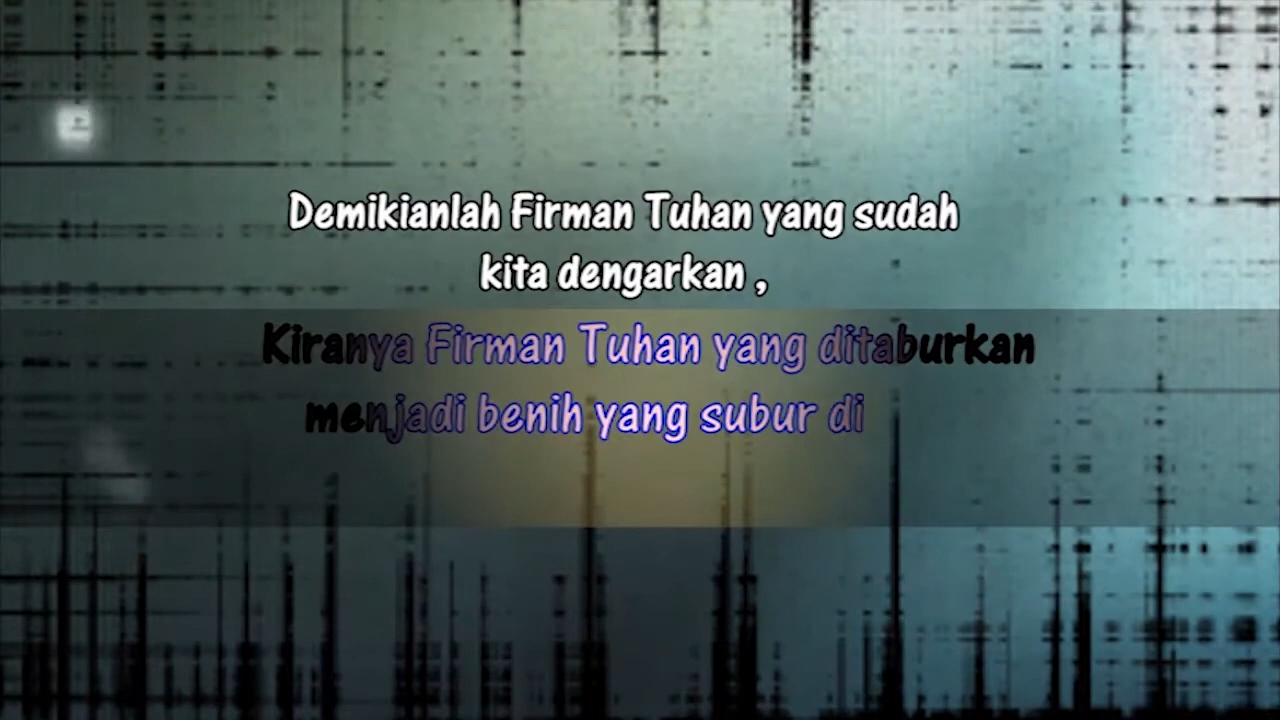 Demikianlah Firman Tuhan yang sudah
kita dengarkan ,
Kiranya Firman Tuhan yang ditaburkan
menjadi benih yang subur di